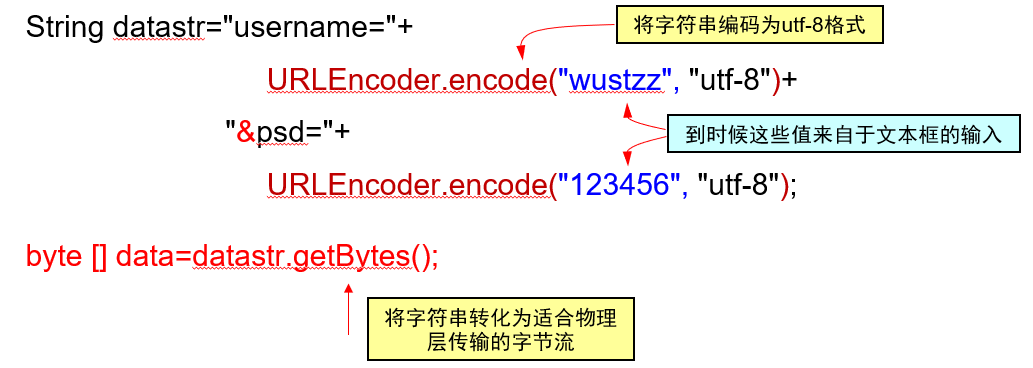 String datastr="username="+
将字符串编码为utf-8格式
URLEncoder.encode("wustzz", "utf-8")+
"&psd="+
到时候这些值来自于文本框的输入
URLEncoder.encode("123456", "utf-8");
byte [] data=datastr.getBytes();
将字符串转化为适合物理
层传输的字节流